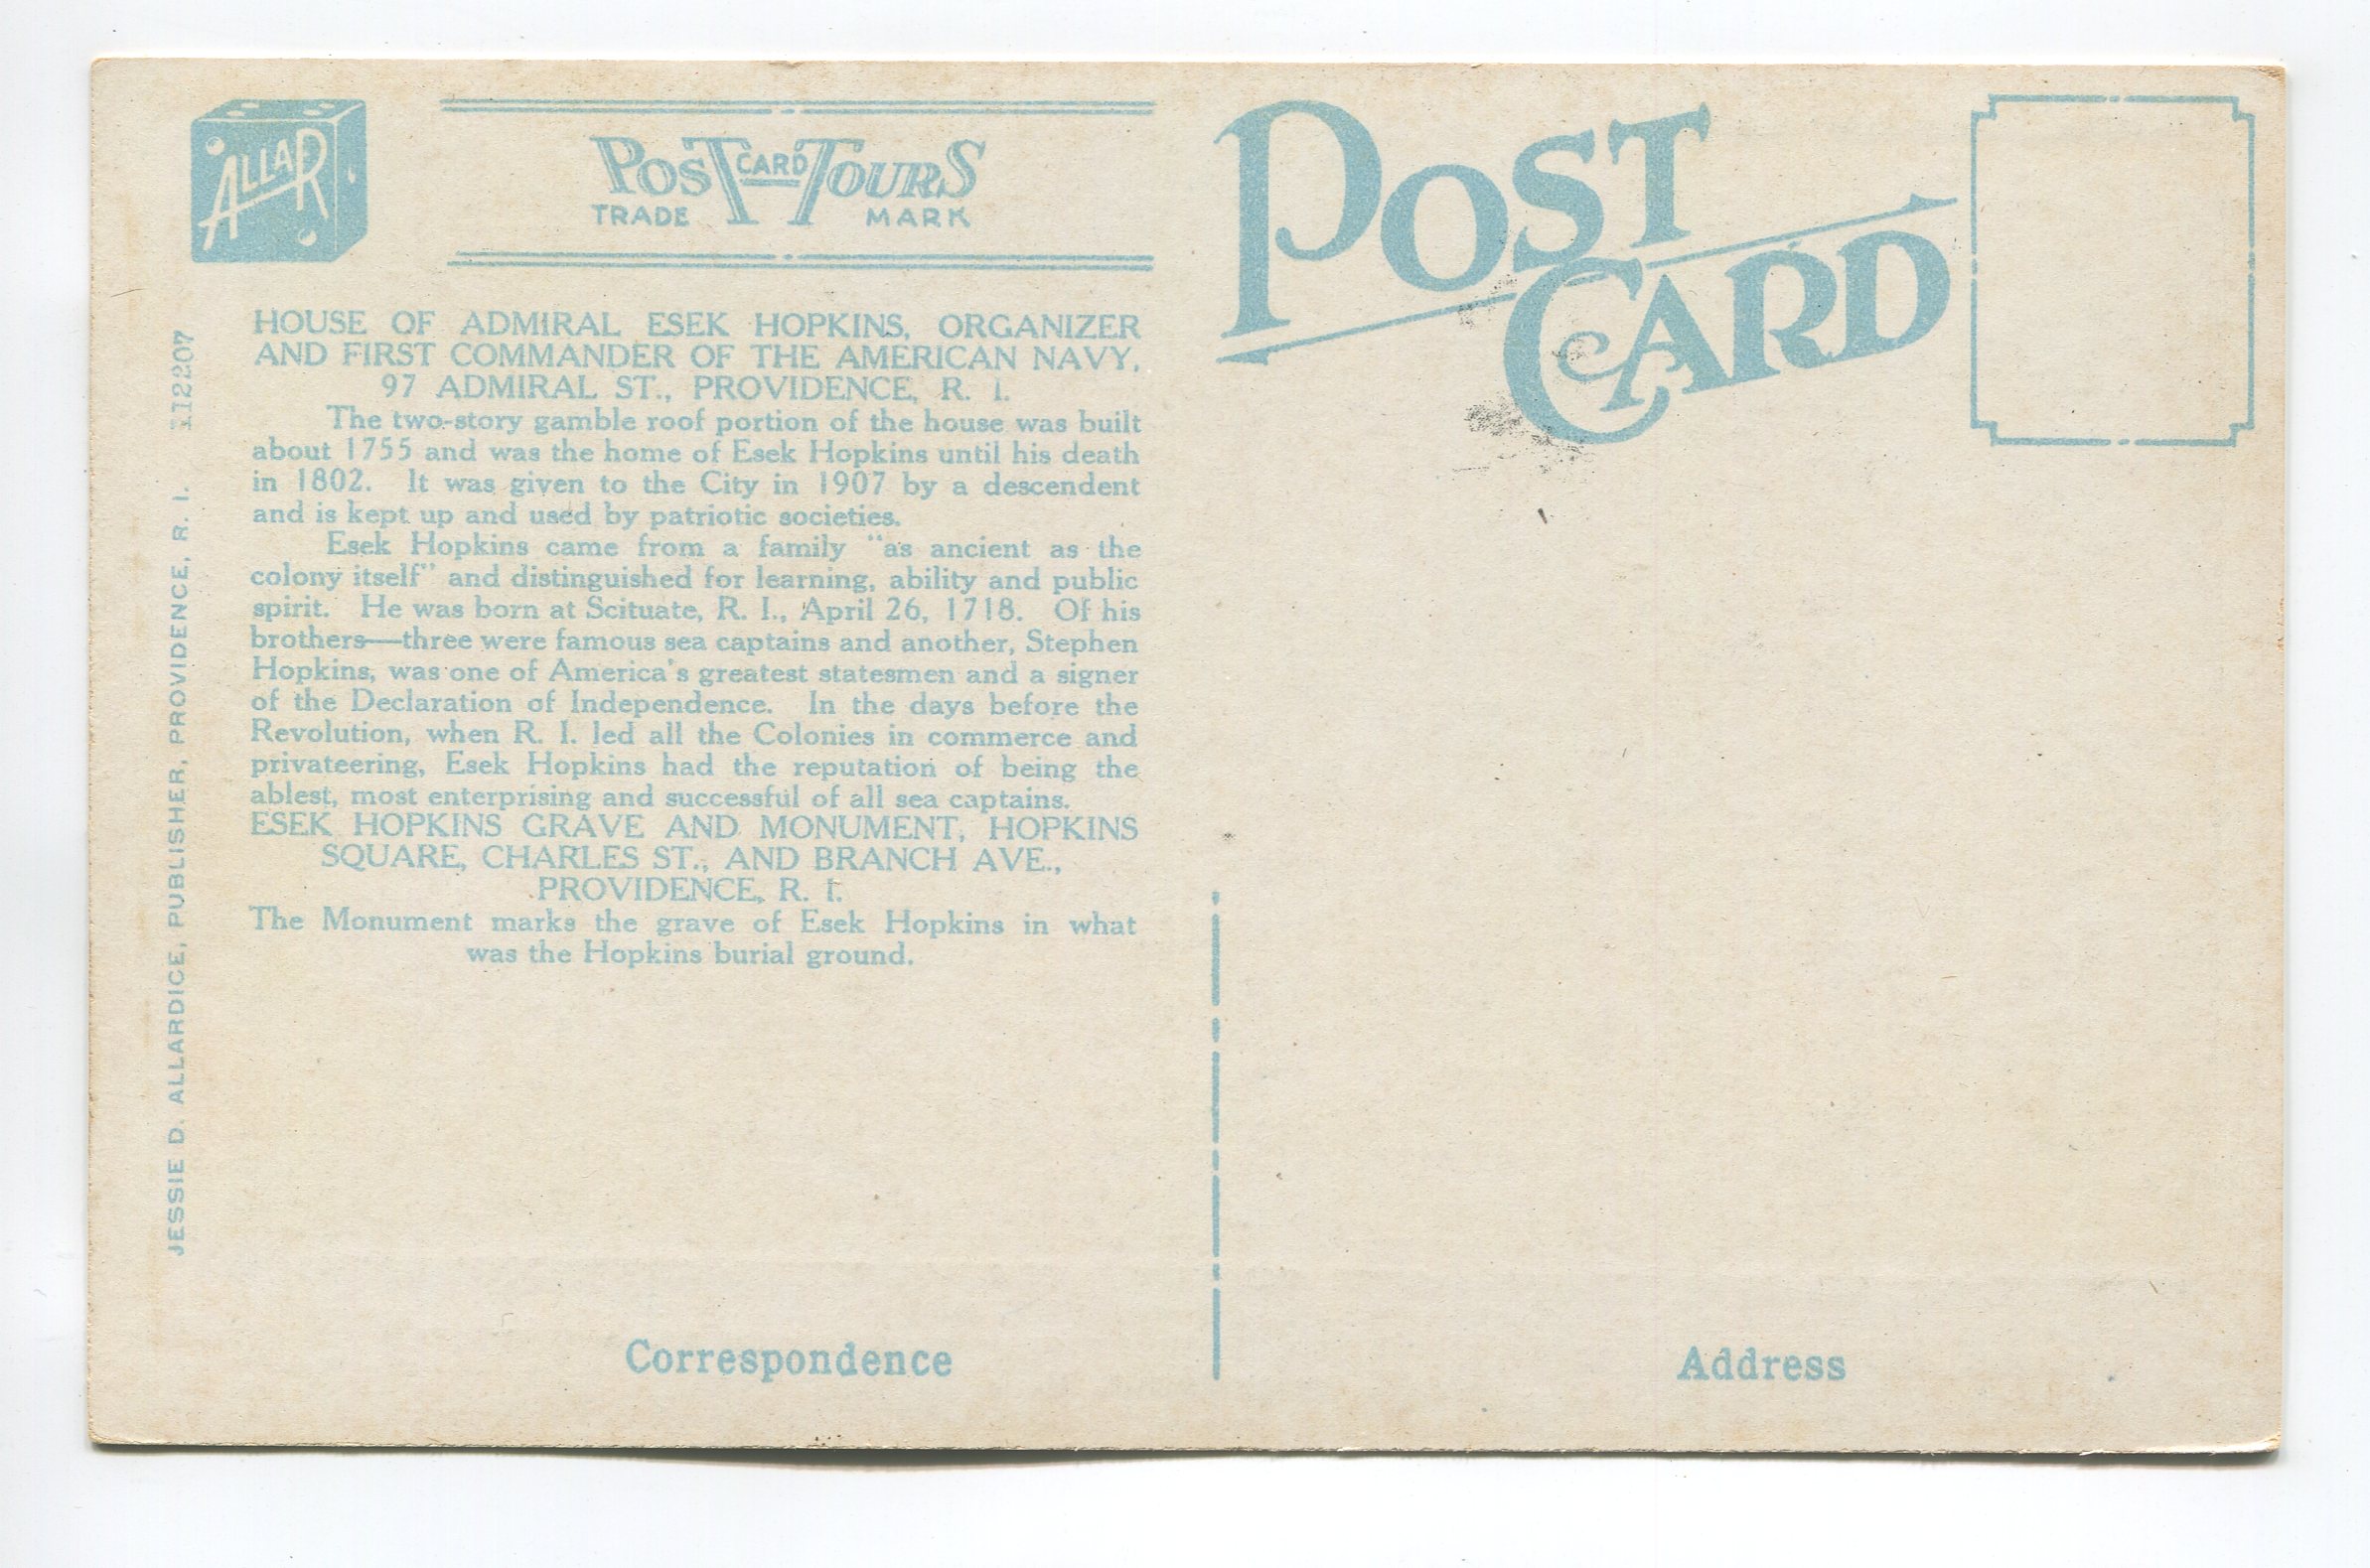 ALLAR
POST CARD TOURS
TRADE MARK
POST
CARD
HOUSE OF ADMIRAL ESEK HOPKINS, ORGANIZER
AND FIRST COMMANDER OF THE AMERICAN NAVY,
97 ADMIRAL ST., PROVIDENCE, R. I.
The two-story gamble roof portion of the house was built
about 1755 and was the home of Esek Hopkins until his death
in 1802. It was given to the City in 1907 by a descendent
and is kept up and used by patriotic societies.
Esek Hopkins came from a family "as ancient as the
colony itself" and distinguished for learning, ability and public
spirit. He was born at Scituate, R. I., April 26, 1718. Of his
brothers—three were famous sea captains and another, Stephen
Hopkins, was one of America's greatest statesmen and a signer
of the Declaration of Independence. In the days before the
Revolution, when R. I. led all the Colonies in commerce and
privateering, Esek Hopkins had the reputation of being the
ablest, most enterprising and successful of all sea captains.
ESEK HOPKINS GRAVE AND MONUMENT, HOPKINS
SQUARE, CHARLES ST., AND BRANCH AVE.,
PROVIDENCE, R. I.
The Monument marks the grave of Esek Hopkins in what
was the Hopkins burial ground.
JESSIE D. ALLARDICE, PUBLISHER, PROVIDENCE, R. I. 112207
Correspondence
Address